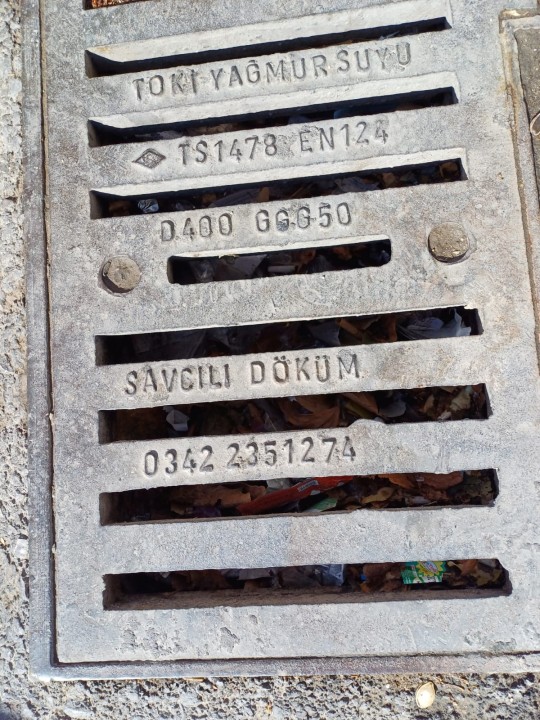 TOKİ YAĞMUR SUYU
TS1478 EN124
D400 GGG50
SAVCILI DÖKÜM
0342 2351274